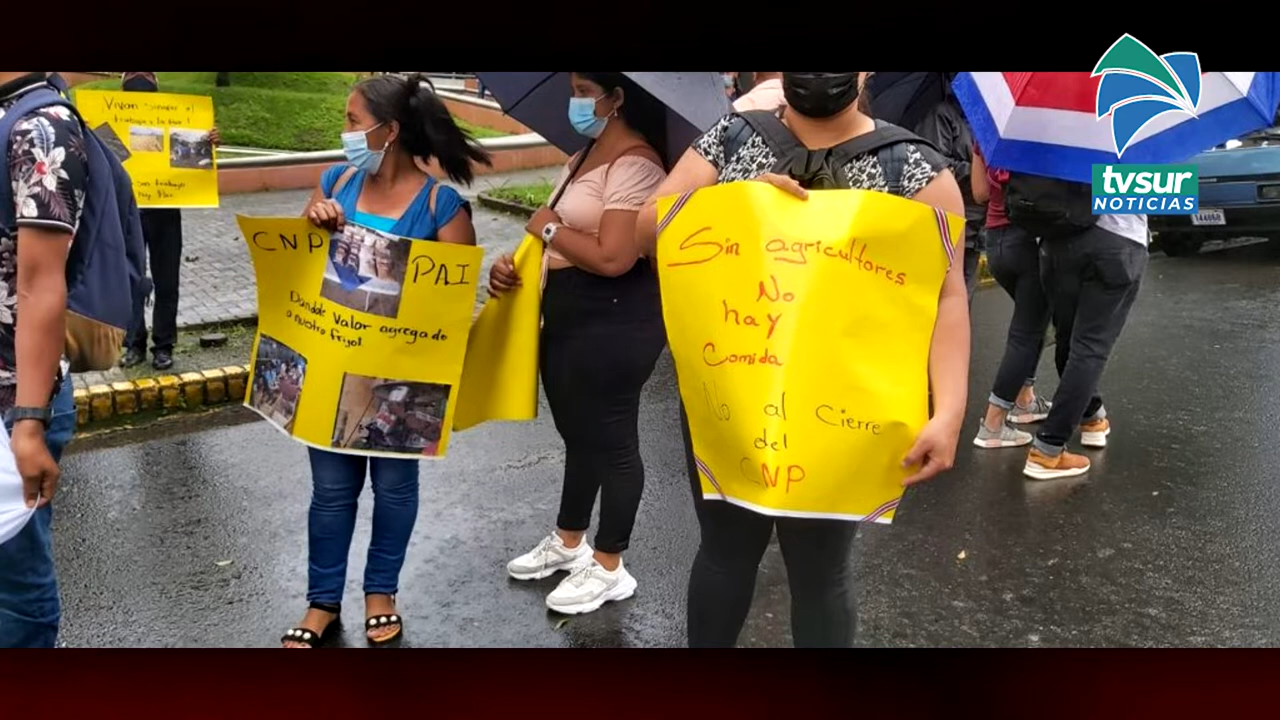 tvsur
NOTICIAS
Vivan
CNP
PAI
Dandole valor agregado
a nuestro frijol
Sin agricultores
No
hay
Comida
No al cierre
del
CNP